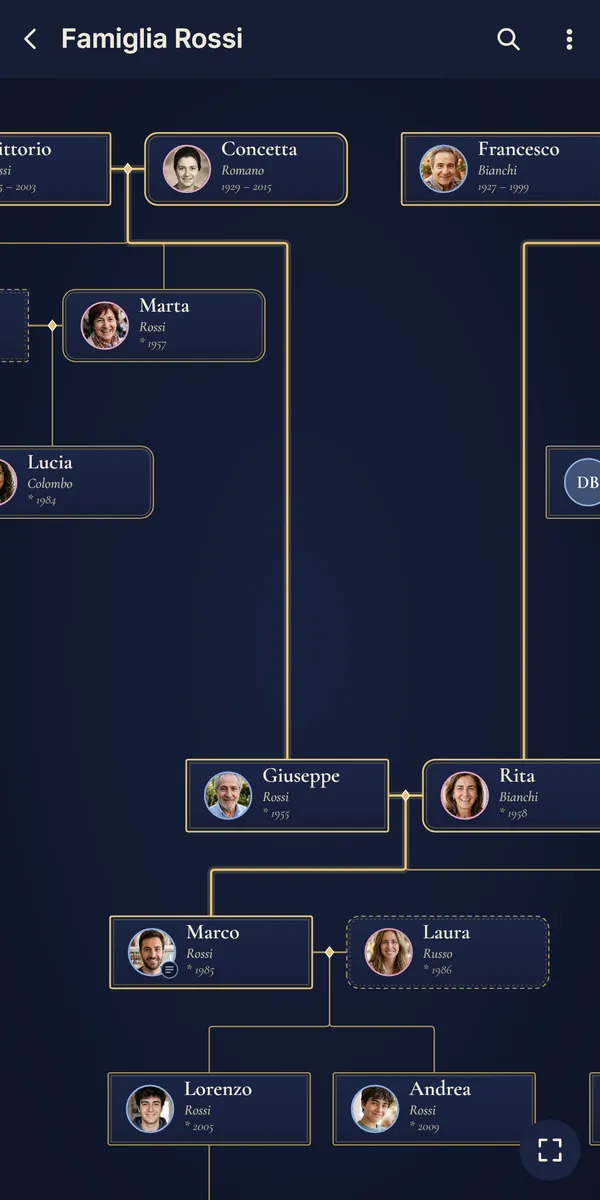 Famiglia Rossi
ittorio
ssi
5 – 2003
Concetta
Romano
1929 – 2015
Francesco
Bianchi
1927 – 1999
Marta
Rossi
* 1957
Lucia
Colombo
* 1984
DB
Giuseppe
Rossi
* 1955
Rita
Bianchi
* 1958
Marco
Rossi
* 1985
Laura
Russo
* 1986
Lorenzo
Rossi
* 2005
Andrea
Rossi
* 2009